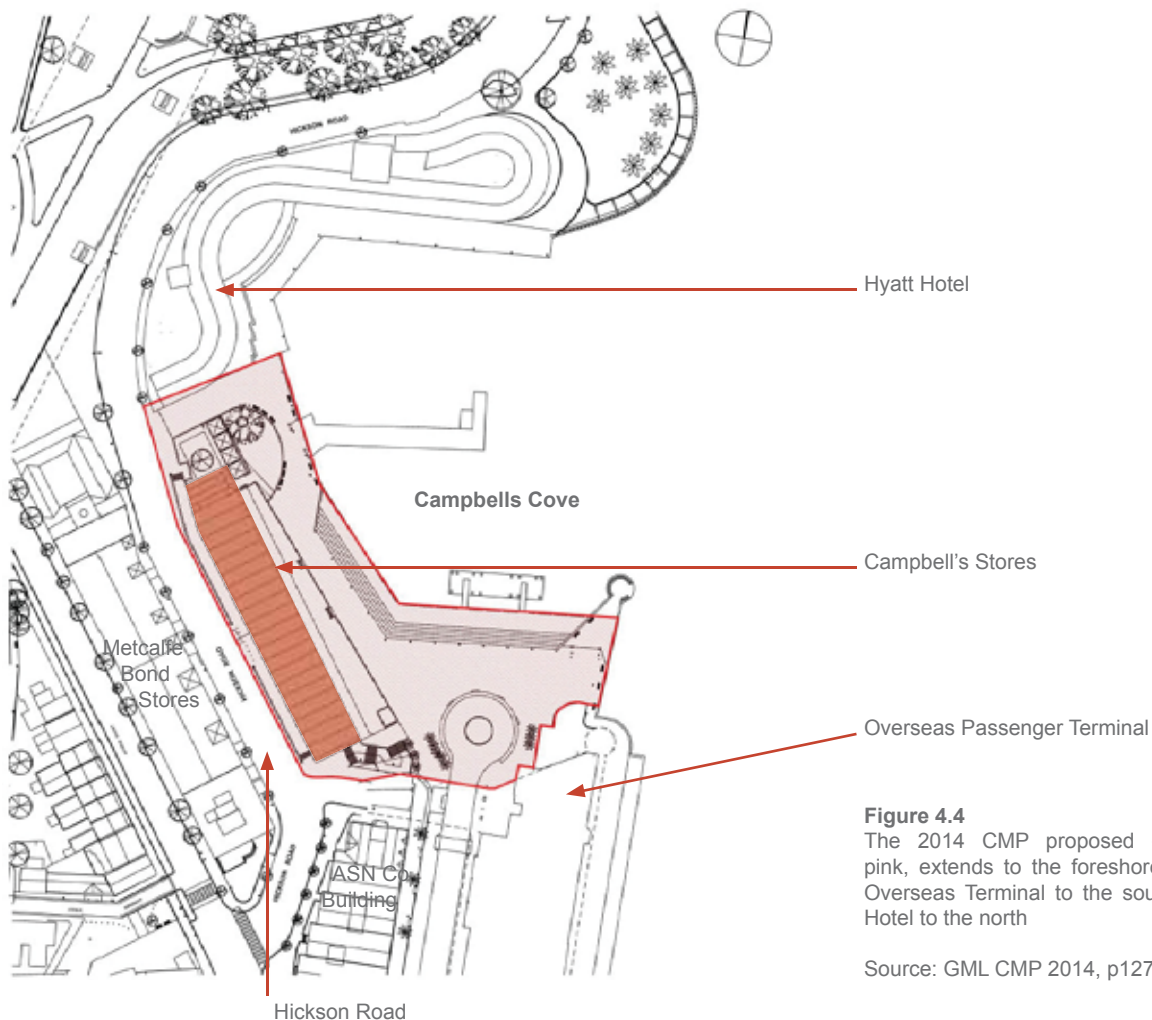 HICKSON ROAD
Hyatt Hotel
Campbells Cove
Campbell's Stores
Metcalfe
Bond
Stores
HICKSON ROAD
Overseas Passenger Terminal
HICKSON ROAD
ASN Co
Building
Figure 4.4
The 2014 CMP proposed
pink, extends to the foreshore
Overseas Terminal to the sou
Hotel to the north
Source: GML CMP 2014, p127
Hickson Road